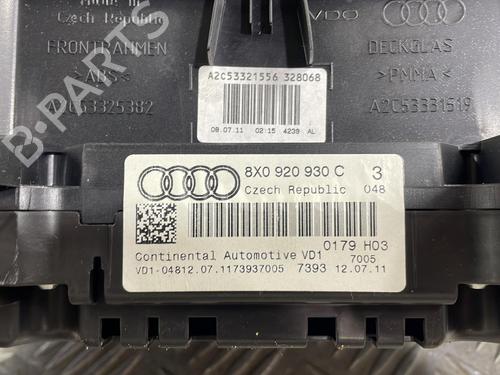 MADE IN
Czech Republic
VDO
FRONTRAHMEN
DECKGLAS
>ABS<
>PMMA<
A2C53325382
A2C53331519
A2C53321556 328068
08.07.11 02:15 4239 AL
8X0 920 930 C 3
Czech Republic 048
0179 H03
Continental Automotive VD1 7005
VD1-04812.07.1173937005 7393 12.07.11
B-Parts